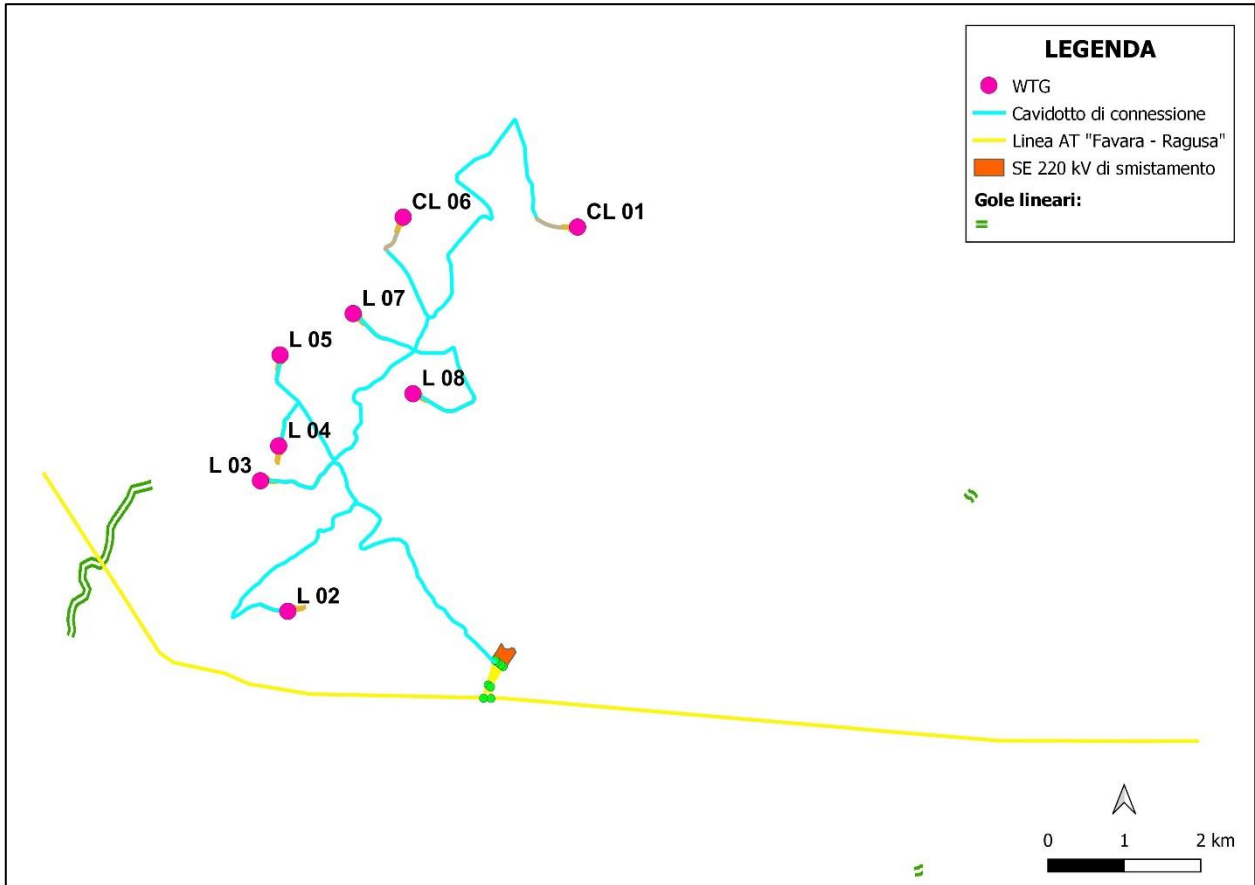 LEGENDA
WTG
Cavidotto di connessione
Linea AT "Favara - Ragusa"
SE 220 kV di smistamento
Gole lineari:
CL 06
CL 01
L 07
L 05
L 08
L 04
L 03
L 02
0 1 2 km